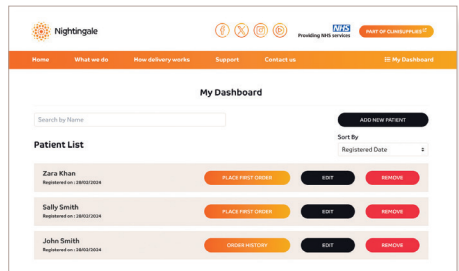 Nightingale
NHS
Providing NHS services
PART OF CLINISUPPLIES
Home What we do How delivery works Support Contact us My Dashboard
My Dashboard
Search by Name
ADD NEW PATIENT
Sort By
Patient List
Registered Date
Zara Khan
Registered on : 28/02/2024
PLACE FIRST ORDER EDIT REMOVE
Sally Smith
Registered on : 28/02/2024
PLACE FIRST ORDER EDIT REMOVE
John Smith
Registered on : 28/02/2024
ORDER HISTORY EDIT REMOVE